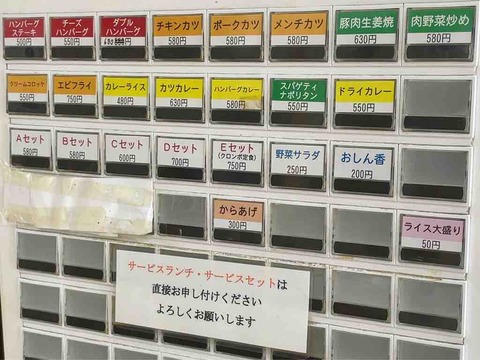 ハンバーグ
ステーキ
500円
チーズ
ハンバーグ
550円
ダブル
ハンバーグ
チキンカツ
580円
ポークカツ
580円
メンチカツ
580円
豚肉生姜焼
630円
肉野菜炒め
580円
クリームコロッケ
550円
エビフライ
750円
カレーライス
480円
カツカレー
630円
ハンバーグカレー
580円
スパゲティ
ナポリタン
550円
ドライカレー
550円
Aセット
580円
Bセット
580円
Cセット
600円
Dセット
700円
Eセット
(クロンボ定食)
750円
野菜サラダ
250円
おしん香
200円
からあげ
300円
ライス大盛り
50円
サービスランチ・サービスセットは
直接お申し付けください
よろしくお願いします